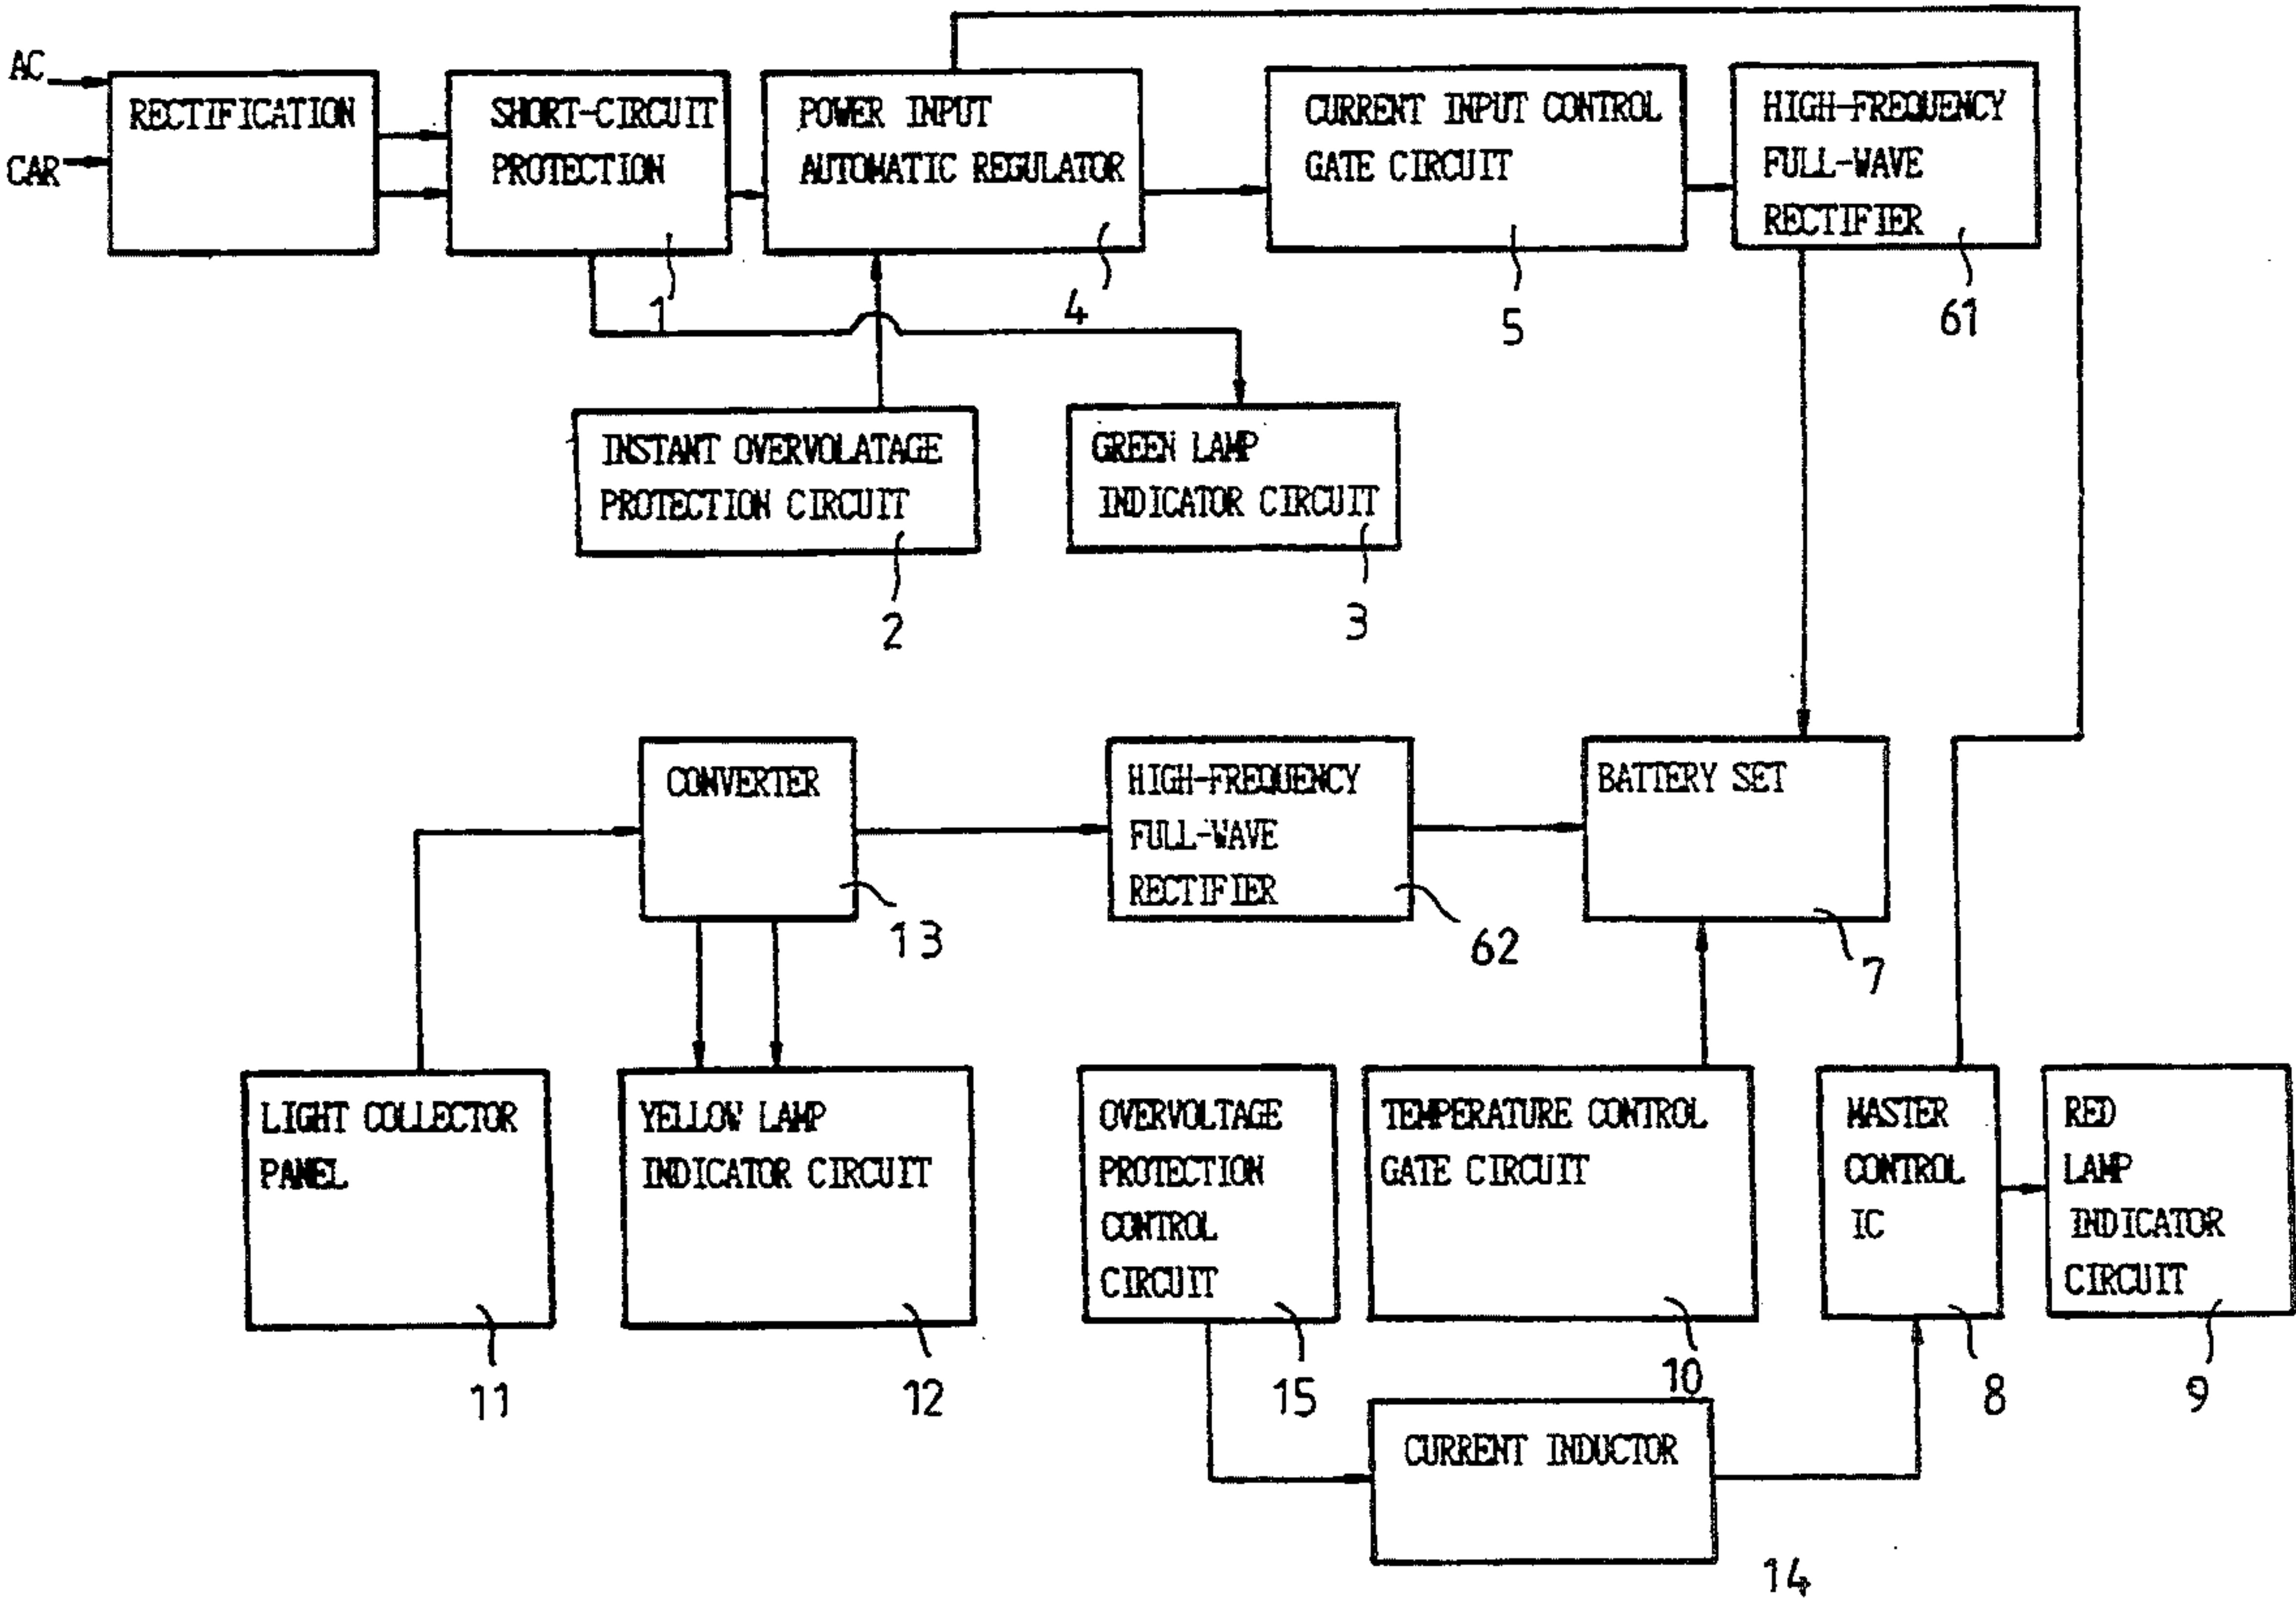 AC
CAR
RECTIFICATION
SHORT-CIRCUIT
PROTECTION
1
POWER INPUT
AUTOMATIC REGULATOR
4
CURRENT INPUT CONTROL
GATE CIRCUIT
5
HIGH-FREQUENCY
FULL-WAVE
RECTIFIER
61
INSTANT OVERVOLATAGE
PROTECTION CIRCUIT
2
GREEN LAMP
INDICATOR CIRCUIT
3
CONVERTER
13
HIGH-FREQUENCY
FULL-WAVE
RECTIFIER
62
BATTERY SET
7
LIGHT COLLECTOR
PANEL
11
YELLOW LAMP
INDICATOR CIRCUIT
12
OVERVOLTAGE
PROTECTION
CONTROL
CIRCUIT
15
TEMPERATURE CONTROL
GATE CIRCUIT
10
MASTER
CONTROL
IC
8
RED
LAMP
INDICATOR
CIRCUIT
9
CURRENT INDUCTOR
14